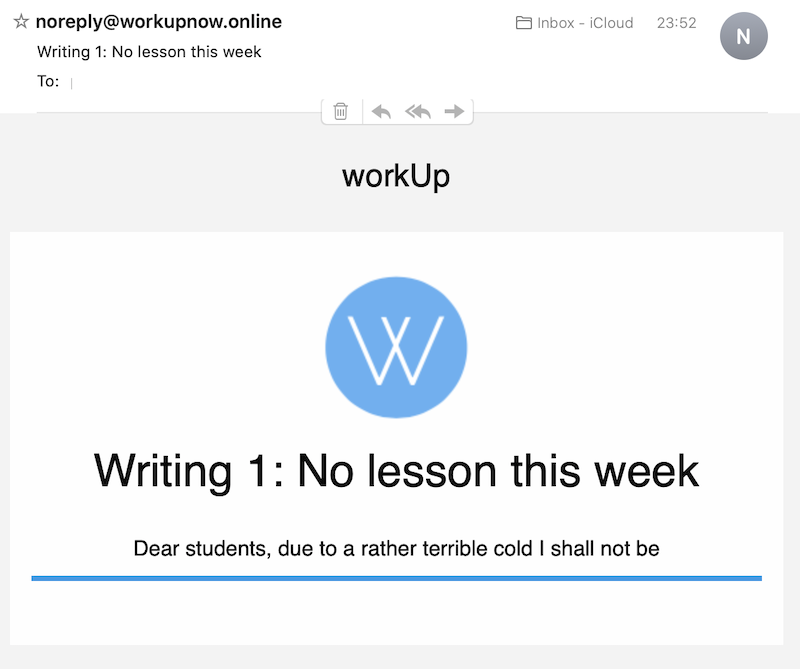 noreply@workupnow.online
Inbox - iCloud
23:52
N
Writing 1: No lesson this week
To:
workUp
W
Writing 1: No lesson this week
Dear students, due to a rather terrible cold I shall not be